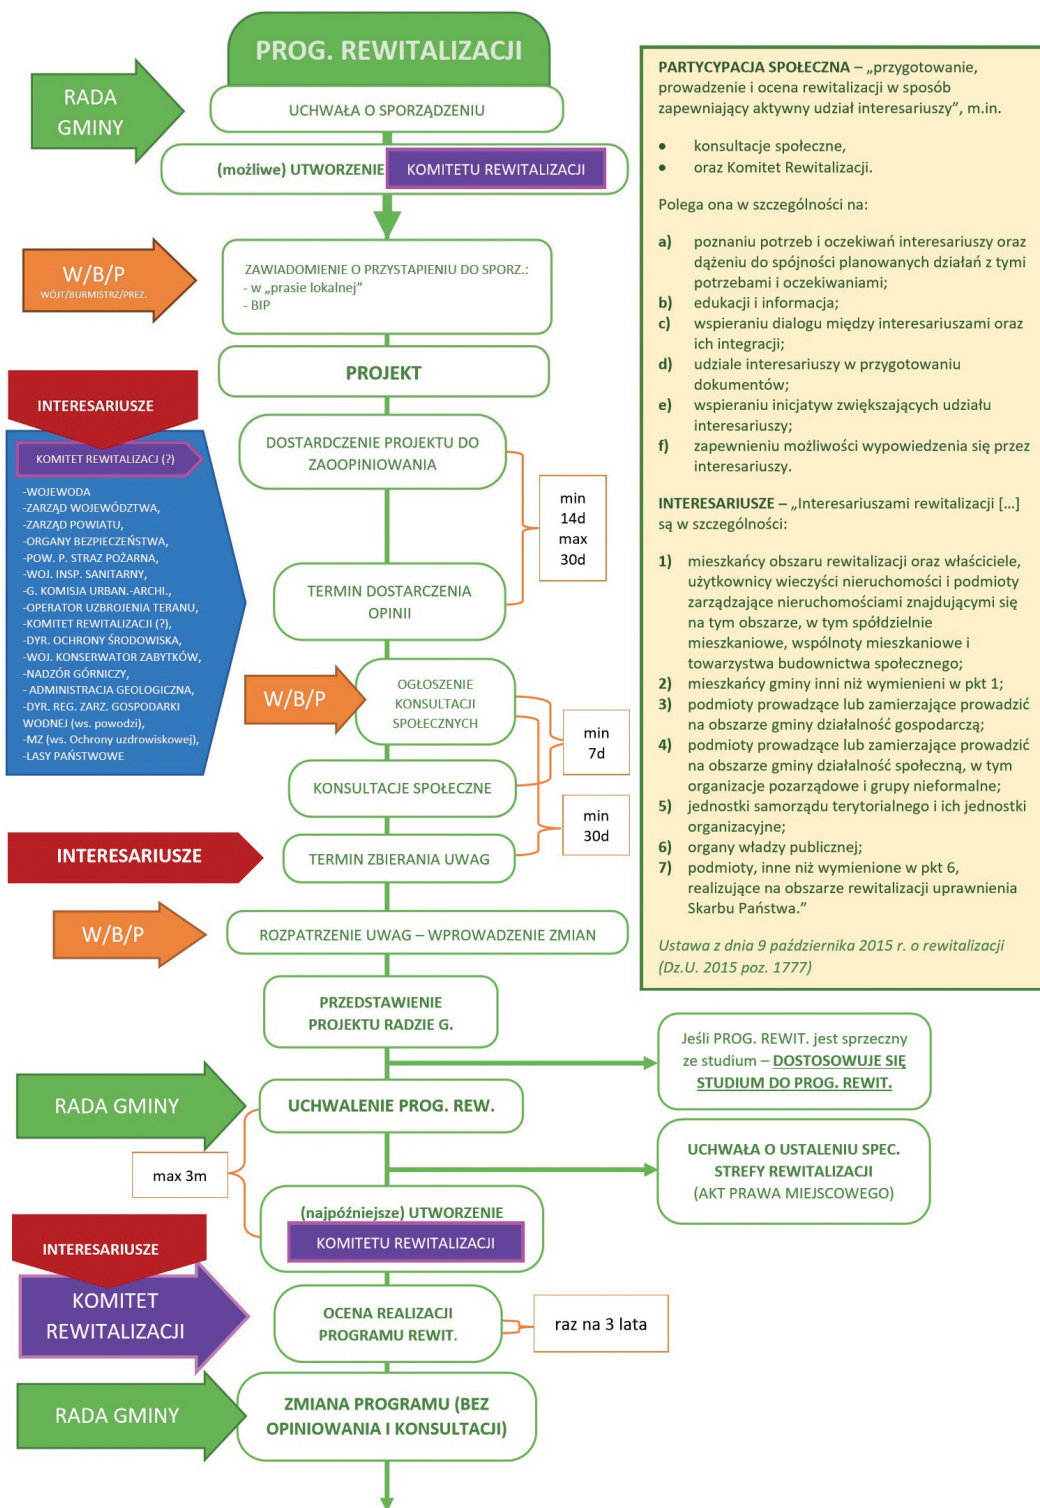 PROG. REWITALIZACJI
RADA
GMINY
UCHWAŁA O SPORZĄDZENIU
(możliwe) UTWORZENIE
KOMITETU REWITALIZACJI
W/B/P
WÓJT/BURMISTRZ/PREZ.
ZAWIADOMIENIE O PRZYSTAPIENIU DO SPORZ.:
- w „prasie lokalnej”
- BIP
PROJEKT
INTERESARIUSZE
KOMITET REWITALIZACJ (?)
-WOJEWODA
-ZARZĄD WOJEWÓDZTWA,
-ZARZĄD POWIATU,
-ORGANY BEZPIECZEŃSTWA,
-POW. P. STRAZ POŻARNA,
-WOJ. INSP. SANITARNY,
-G. KOMISJA URBAN.-ARCHI.,
-OPERATOR UZBROJENIA TERANU,
-KOMITET REWITALIZACJI (?),
-DYR. OCHRONY ŚRODOWISKA,
-WOJ. KONSERWATOR ZABYTKÓW,
-NADZÓR GÓRNICZY,
- ADMINISTRACJA GEOLOGICZNA,
-DYR. REG. ZARZ. GOSPODARKI
WODNEJ (ws. powodzi),
-MZ (ws. Ochrony uzdrowiskowej),
-LASY PAŃSTWOWE
DOSTARDCZENIE PROJEKTU DO
ZAOOPINIOWANIA
min
14d
max
30d
TERMIN DOSTARCZENIA
OPINII
W/B/P
OGŁOSZENIE
KONSULTACJI
SPOŁECZNYCH
min
7d
KONSULTACJE SPOŁECZNE
min
30d
INTERESARIUSZE
TERMIN ZBIERANIA UWAG
W/B/P
ROZPATRZENIE UWAG – WPROWADZENIE ZMIAN
PRZEDSTAWIENIE
PROJEKTU RADZIE G.
Jeśli PROG. REWIT. jest sprzeczny
ze studium – DOSTOSOWUJE SIĘ
STUDIUM DO PROG. REWIT.
RADA GMINY
UCHWALENIE PROG. REW.
max 3m
UCHWAŁA O USTALENIU SPEC.
STREFY REWITALIZACJI
(AKT PRAWA MIEJSCOWEGO)
(najpóźniejsze) UTWORZENIE
KOMITETU REWITALIZACJI
INTERESARIUSZE
KOMITET
REWITALIZACJI
OCENA REALIZACJI
PROGRAMU REWIT.
raz na 3 lata
RADA GMINY
ZMIANA PROGRAMU (BEZ
OPINIOWANIA I KONSULTACJI)
PARTYCYPACJA SPOŁECZNA – „przygotowanie,
prowadzenie i ocena rewitalizacji w sposób
zapewniający aktywny udział interesariuszy”, m.in.
• konsultacje społeczne,
• oraz Komitet Rewitalizacji.
Polega ona w szczególności na:
a) poznaniu potrzeb i oczekiwań interesariuszy oraz
dążeniu do spójności planowanych działań z tymi
potrzebami i oczekiwaniami;
b) edukacji i informacja;
c) wspieraniu dialogu między interesariuszami oraz
ich integracji;
d) udziale interesariuszy w przygotowaniu
dokumentów;
e) wspieraniu inicjatyw zwiększających udziału
interesariuszy;
f) zapewnieniu możliwości wypowiedzenia się przez
interesariuszy.
INTERESARIUSZE – „Interesariuszami rewitalizacji [...]
są w szczególności:
1) mieszkańcy obszaru rewitalizacji oraz właściciele,
użytkownicy wieczyści nieruchomości i podmioty
zarządzające nieruchomościami znajdującymi się
na tym obszarze, w tym spółdzielnie
mieszkaniowe, wspólnoty mieszkaniowe i
towarzystwa budownictwa społecznego;
2) mieszkańcy gminy inni niż wymienieni w pkt 1;
3) podmioty prowadzące lub zamierzające prowadzić
na obszarze gminy działalność gospodarczą;
4) podmioty prowadzące lub zamierzające prowadzić
na obszarze gminy działalność społeczną, w tym
organizacje pozarządowe i grupy nieformalne;
5) jednostki samorządu terytorialnego i ich jednostki
organizacyjne;
6) organy władzy publicznej;
7) podmioty, inne niż wymienione w pkt 6,
realizujące na obszarze rewitalizacji uprawnienia
Skarbu Państwa.”
Ustawa z dnia 9 października 2015 r. o rewitalizacji
(Dz.U. 2015 poz. 1777)